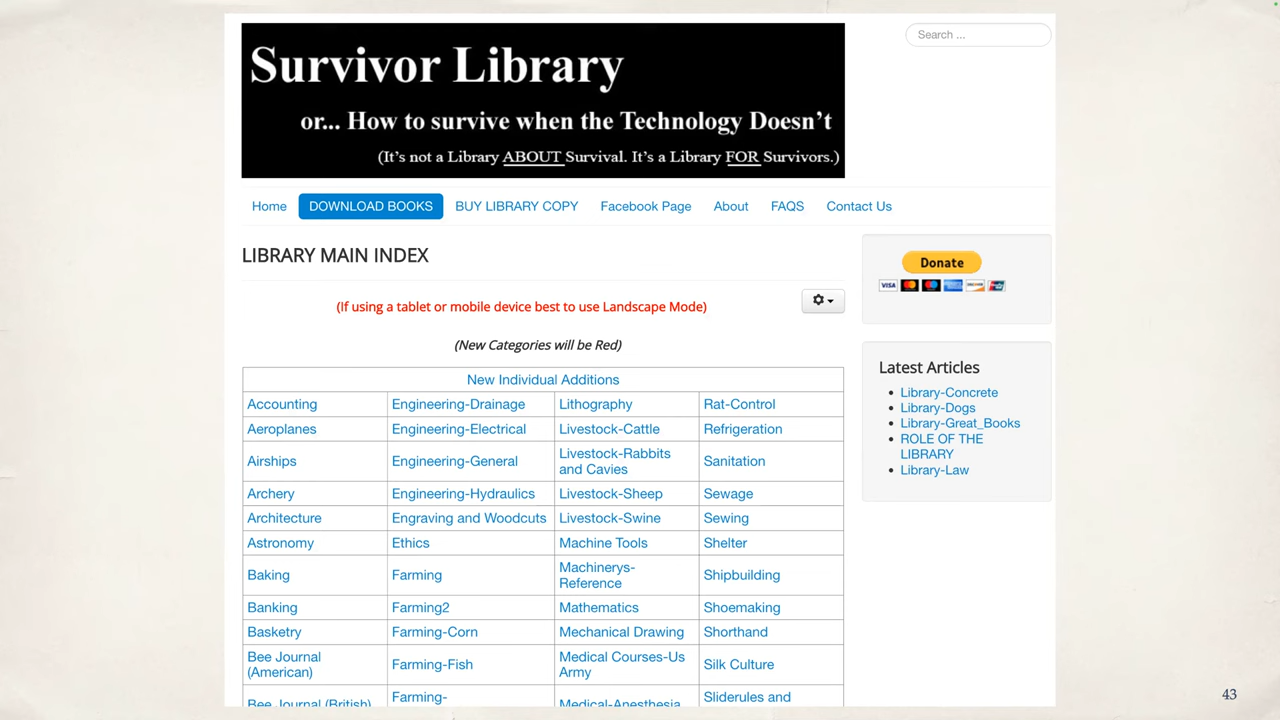 Survivor Library
or... How to survive when the Technology Doesn't
(It's not a Library ABOUT Survival. It's a Library FOR Survivors.)
Search ...
Home
DOWNLOAD BOOKS
BUY LIBRARY COPY
Facebook Page
About
FAQS
Contact Us
LIBRARY MAIN INDEX
(If using a tablet or mobile device best to use Landscape Mode)
(New Categories will be Red)
New Individual Additions
Accounting
Engineering-Drainage
Lithography
Rat-Control
Aeroplanes
Engineering-Electrical
Livestock-Cattle
Refrigeration
Airships
Engineering-General
Livestock-Rabbits
and Cavies
Sanitation
Archery
Engineering-Hydraulics
Livestock-Sheep
Sewage
Architecture
Engraving and Woodcuts
Livestock-Swine
Sewing
Astronomy
Ethics
Machine Tools
Shelter
Baking
Farming
Machinerys-
Reference
Shipbuilding
Banking
Farming2
Mathematics
Shoemaking
Basketry
Farming-Corn
Mechanical Drawing
Shorthand
Bee Journal
(American)
Farming-Fish
Medical Courses-Us
Army
Silk Culture
Bee Journal (British)
Farming-
Medical-Anesthesia
Sliderules and
Donate
VISA
DISCOVER
Latest Articles
Library-Concrete
Library-Dogs
Library-Great_Books
ROLE OF THE
LIBRARY
Library-Law
43